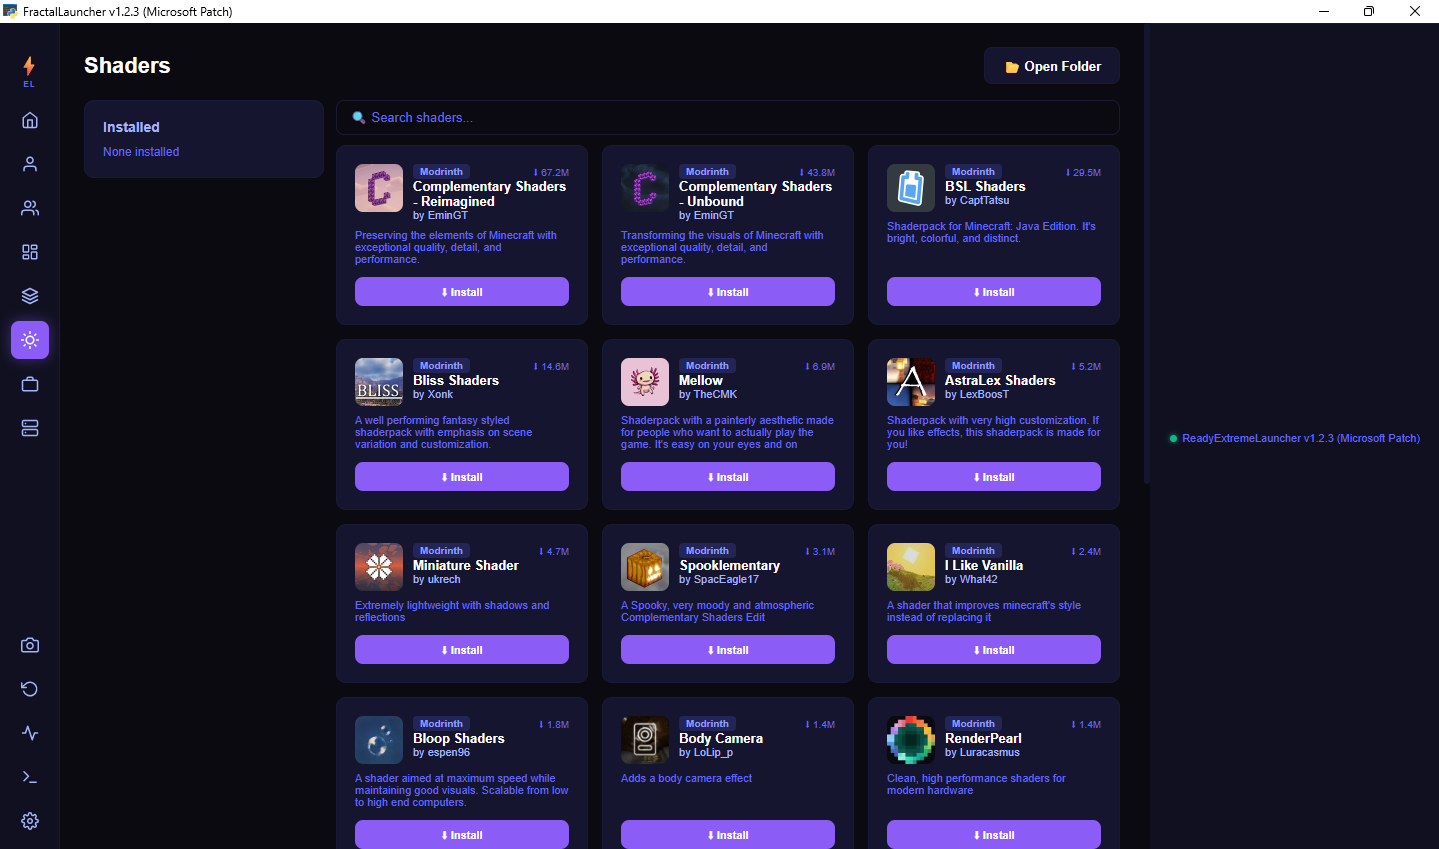 FractalLauncher v1.2.3 (Microsoft Patch)
EL
Shaders
Open Folder
Installed
None installed
Search shaders...
Modrinth
⬇ 67.2M
Complementary Shaders
- Reimagined
by EminGT
Preserving the elements of Minecraft with
exceptional quality, detail, and
performance.
⬇ Install
Modrinth
⬇ 43.8M
Complementary Shaders
- Unbound
by EminGT
Transforming the visuals of Minecraft with
exceptional quality, detail, and
performance.
⬇ Install
Modrinth
⬇ 29.5M
BSL Shaders
by CaptTatsu
Shaderpack for Minecraft: Java Edition. It's
bright, colorful, and distinct.
⬇ Install
BLISS
Modrinth
⬇ 14.6M
Bliss Shaders
by Xonk
A well performing fantasy styled
shaderpack with emphasis on scene
variation and customization.
⬇ Install
Modrinth
⬇ 6.9M
Mellow
by TheCMK
Shaderpack with a painterly aesthetic made
for people who want to actually play the
game. It's easy on your eyes and on
⬇ Install
A
Modrinth
⬇ 5.2M
AstraLex Shaders
by LexBoosT
Shaderpack with very high customization. If
you like effects, this shaderpack is made for
you!
⬇ Install
Modrinth
⬇ 4.7M
Miniature Shader
by ukrech
Extremely lightweight with shadows and
reflections
⬇ Install
Modrinth
⬇ 3.1M
Spooklementary
by SpacEagle17
A Spooky, very moody and atmospheric
Complementary Shaders Edit
⬇ Install
Modrinth
⬇ 2.4M
I Like Vanilla
by What42
A shader that improves minecraft's style
instead of replacing it
⬇ Install
Modrinth
⬇ 1.8M
Bloop Shaders
by espen96
A shader aimed at maximum speed while
maintaining good visuals. Scalable from low
to high end computers.
⬇ Install
Modrinth
⬇ 1.4M
Body Camera
by LoLip_p
Adds a body camera effect
⬇ Install
Modrinth
⬇ 1.4M
RenderPearl
by Luracasmus
Clean, high performance shaders for
modern hardware
⬇ Install
ReadyExtremeLauncher v1.2.3 (Microsoft Patch)